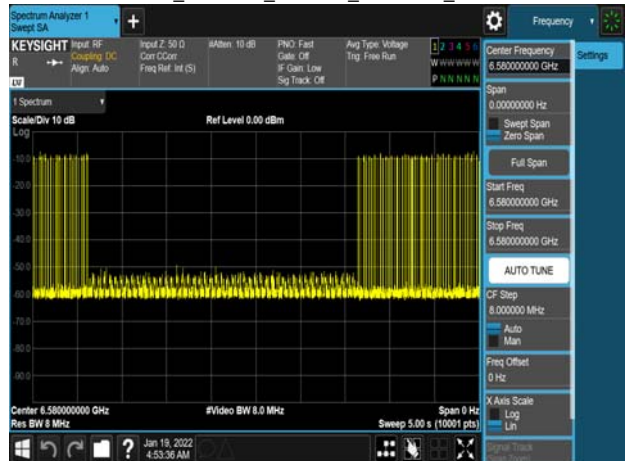 Spectrum Analyzer 1
Swept SA
+
Frequency
KEYSIGHT
R
Input: RF
Coupling: DC
Align: Auto
Input Z: 50 Ω
Corr CCorr
Freq Ref: Int (S)
#Atten: 10 dB
PNO: Fast
Gate: Off
IF Gain: Low
Sig Track: Off
Avg Type: Voltage
Trig: Free Run
1 2 3 4 5 6
W W W W W W
P N N N N N
1 Spectrum
Scale/Div 10 dB
Ref Level 0.00 dBm
Log
-10.0
-20.0
-30.0
-40.0
-50.0
-60.0
-70.0
-80.0
-90.0
Center 6.580000000 GHz
#Video BW 8.0 MHz
Span 0 Hz
Res BW 8 MHz
Sweep 5.00 s (10001 pts)
Center Frequency
6.580000000 GHz
Settings
Span
0.00000000 Hz
Swept Span
Zero Span
Full Span
Start Freq
6.580000000 GHz
Stop Freq
6.580000000 GHz
AUTO TUNE
CF Step
8.000000 MHz
Auto
Man
Freq Offset
0 Hz
X Axis Scale
Log
Lin
Signal Track
(Span Zoom)
?
Jan 19, 2022
4:53:36 AM